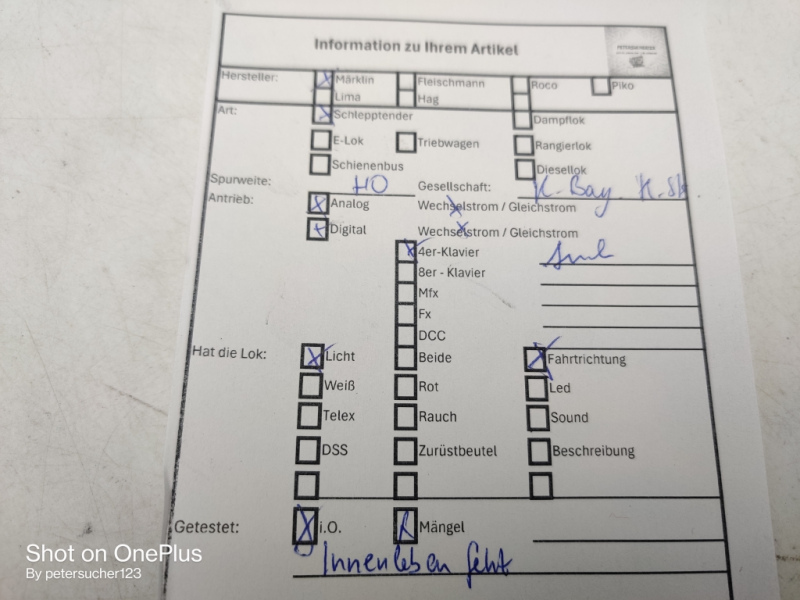 Information zu Ihrem Artikel
Hersteller: Märklin Fleischmann Roco Piko
Lima Hag
Art: Schlepptender Dampflok
E-Lok Triebwagen Rangierlok
Schienenbus Diesellok
Spurweite: HO Gesellschaft: K. Bay.
Antrieb: Analog Wechselstrom / Gleichstrom
Digital Wechselstrom / Gleichstrom
4er-Klavier
8er - Klavier
Mfx
Fx
DCC
Hat die Lok: Licht Beide Fahrtrichtung
Weiß Rot Led
Telex Rauch Sound
DSS Zurüstbeutel Beschreibung
Getestet: i.O. Mängel
Innenleben fehlt
Shot on OnePlus
By petersucher123